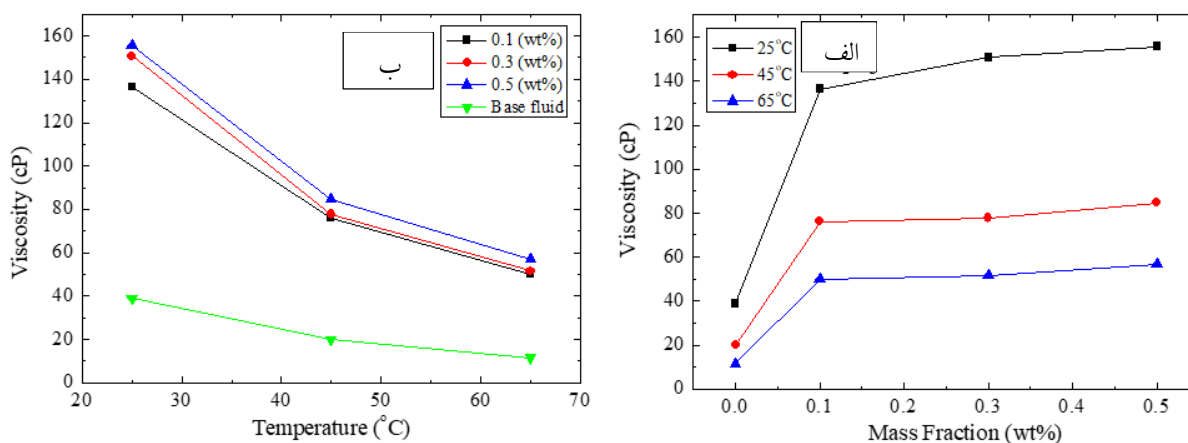 160
140
120
100
80
60
40
20
0
Viscosity (cP)
ب
0.1 (wt%)
0.3 (wt%)
0.5 (wt%)
Base fluid
20 30 40 50 60 70
Temperature (°C)
160
140
120
100
80
60
40
20
0
Viscosity (cP)
25°C
45°C
65°C
الف
0.0 0.1 0.2 0.3 0.4 0.5
Mass Fraction (wt%)